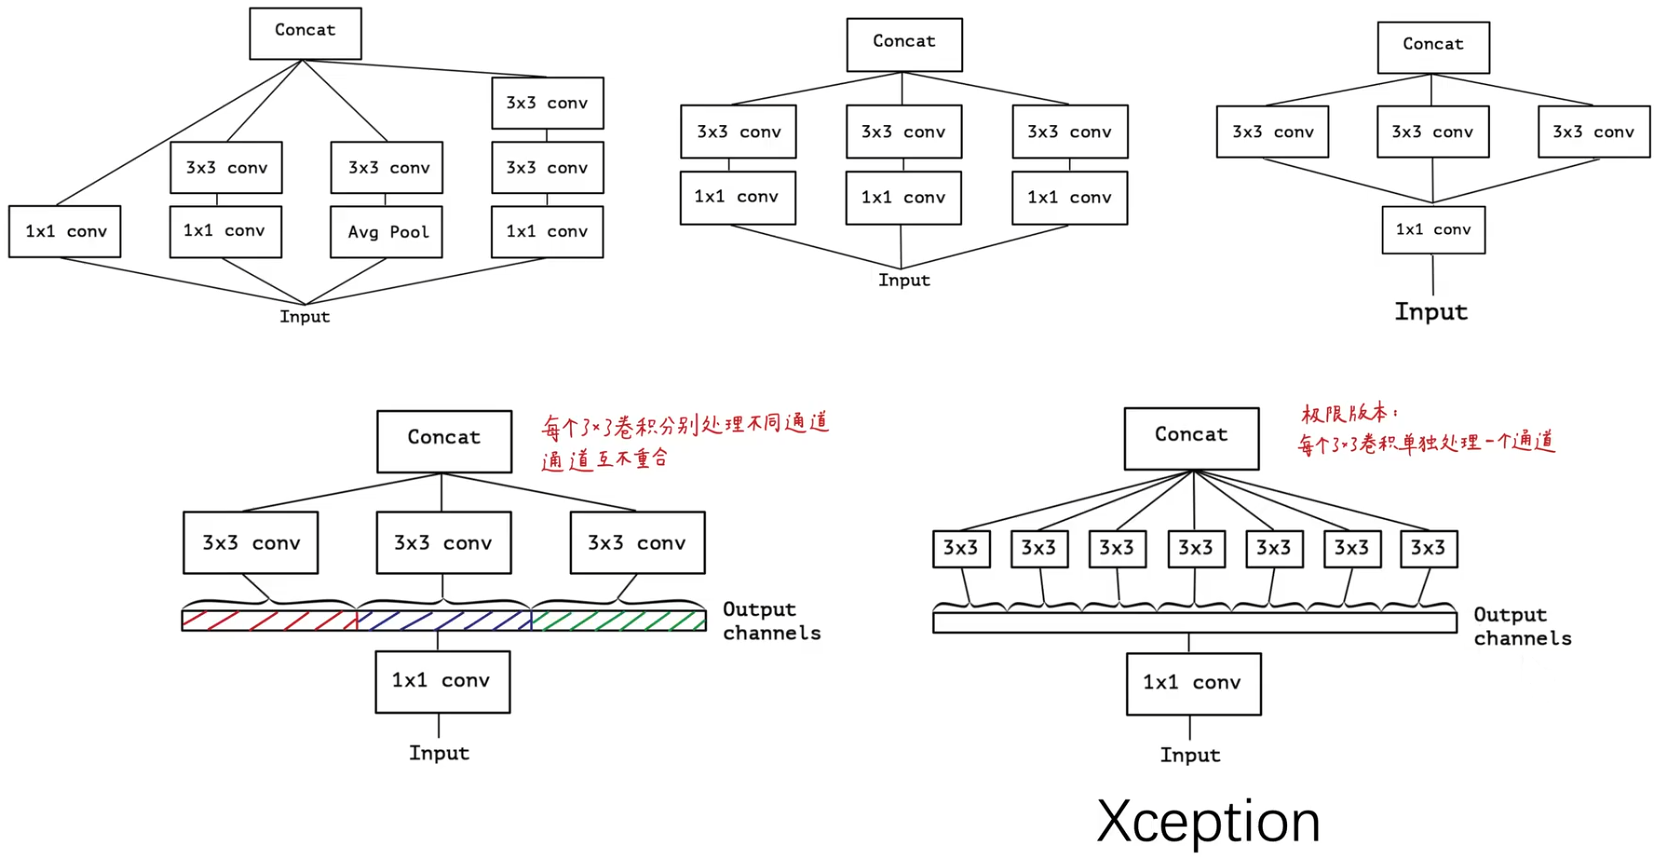 Concat
3x3 conv
3x3 conv
3x3 conv
3x3 conv
1x1 conv
1x1 conv
Avg Pool
1x1 conv
Input
Concat
3x3 conv
3x3 conv
3x3 conv
1x1 conv
1x1 conv
1x1 conv
Input
Concat
3x3 conv
3x3 conv
3x3 conv
1x1 conv
Input
Concat
每个3×3卷积分别处理不同通道
通道互不重合
3x3 conv
3x3 conv
3x3 conv
Output
channels
1x1 conv
Input
Concat
极限版本:
每个3×3卷积单独处理一个通道
3x3
3x3
3x3
3x3
3x3
3x3
3x3
Output
channels
1x1 conv
Input
Xception